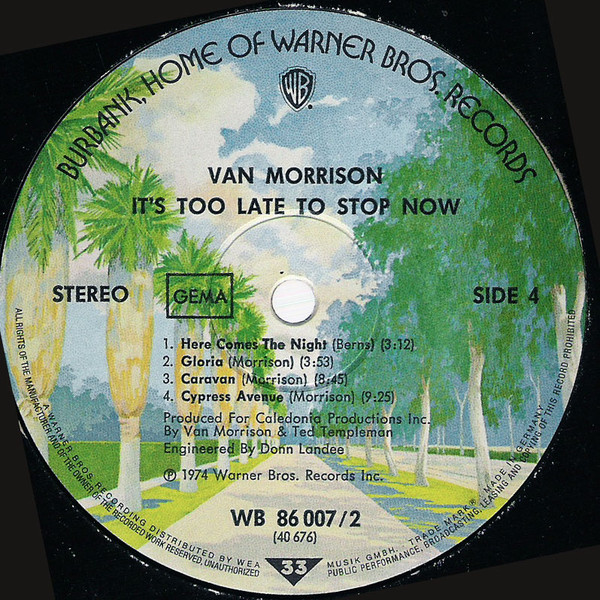 BURBANK, HOME OF WARNER BROS. RECORDS
WB
VAN MORRISON
IT'S TOO LATE TO STOP NOW
STEREO
GEMA
SIDE 4
1. Here Comes The Night (Berns) (3:12)
2. Gloria (Morrison) (3:53)
3. Caravan (Morrison) (8:45)
4. Cypress Avenue (Morrison) (9:25)
Produced For Caledonia Productions Inc.
By Van Morrison & Ted Templeman
Engineered By Donn Landee
℗ 1974 Warner Bros. Records Inc.
WB 86 007/2
(40 676)
33
A WARNER BROS. RECORDING DISTRIBUTED BY WEA MUSIK GMBH. TRADE MARK® MADE IN GERMANY
ALL RIGHTS OF THE MANUFACTURER AND OF THE OWNER OF THE RECORDED WORK RESERVED, UNAUTHORIZED PUBLIC PERFORMANCE, BROADCASTING, LEASING AND COPYING OF THIS RECORD PROHIBITED